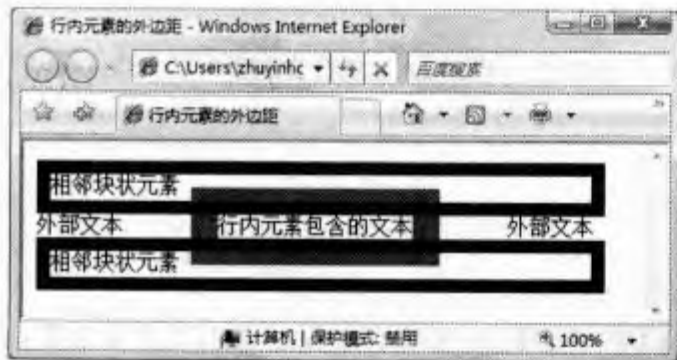 行内元素的外边距 - Windows Internet Explorer
C:\Users\zhuyinhc 百度搜索
行内元素的外边距
相邻块状元素
外部文本 行内元素包含的文本 外部文本
相邻块状元素
计算机 | 保护模式: 禁用 100%